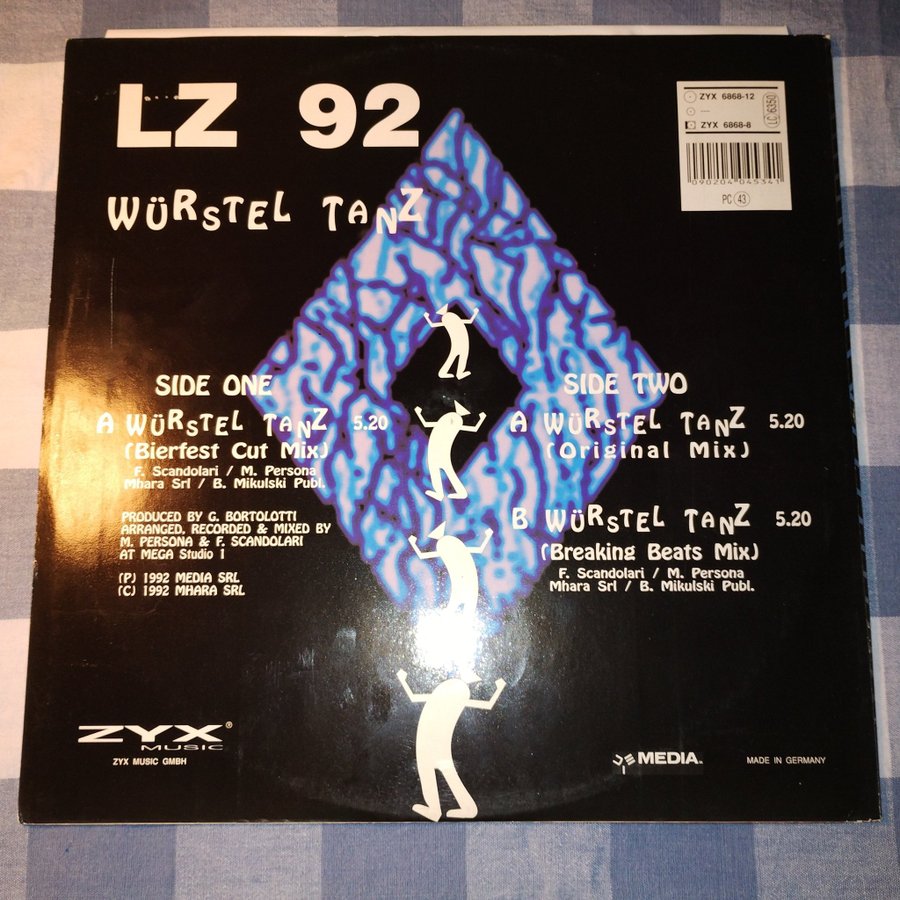 LZ 92
WÜRSTEL TANZ
ZYX 6868-12
---
ZYX 6868-8
LC 6350
090204 045341
PC 43
SIDE ONE
A WÜRSTEL TANZ 5.20
(Bierfest Cut Mix)
F. Scandolari / M. Persona
Mhara Srl / B. Mikulski Publ.
PRODUCED BY G. BORTOLOTTI
ARRANGED, RECORDED & MIXED BY
M. PERSONA & F. SCANDOLARI
AT MEGA Studio 1
(P) 1992 MEDIA SRL
(C) 1992 MHARA SRL
SIDE TWO
A WÜRSTEL TANZ 5.20
(Original Mix)
B WÜRSTEL TANZ 5.20
(Breaking Beats Mix)
F. Scandolari / M. Persona
Mhara Srl / B. Mikulski Publ.
ZYX®
MUSIC
ZYX MUSIC GMBH
MEDIA
MADE IN GERMANY